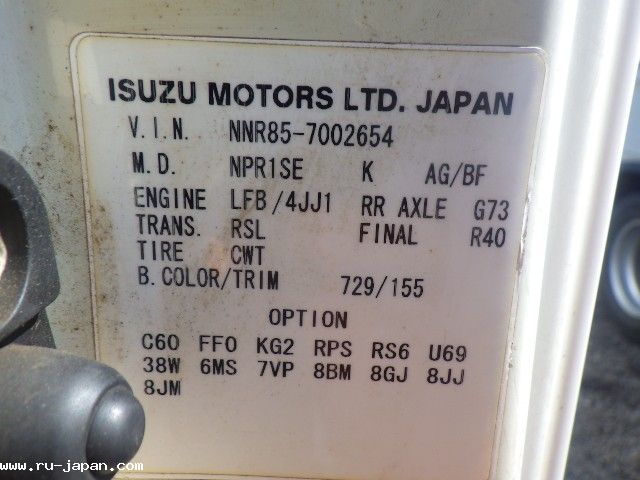 ISUZU MOTORS LTD. JAPAN
V.I.N. NNR85-7002654
M.D. NPR1SE K AG/BF
ENGINE LFB/4JJ1 RR AXLE G73
TRANS. RSL FINAL R40
TIRE CWT
B.COLOR/TRIM 729/155
OPTION
C60 FF0 KG2 RPS RS6 U69
38W 6MS 7VP 8BM 8GJ 8JJ
8JM
www.ru-japan.com